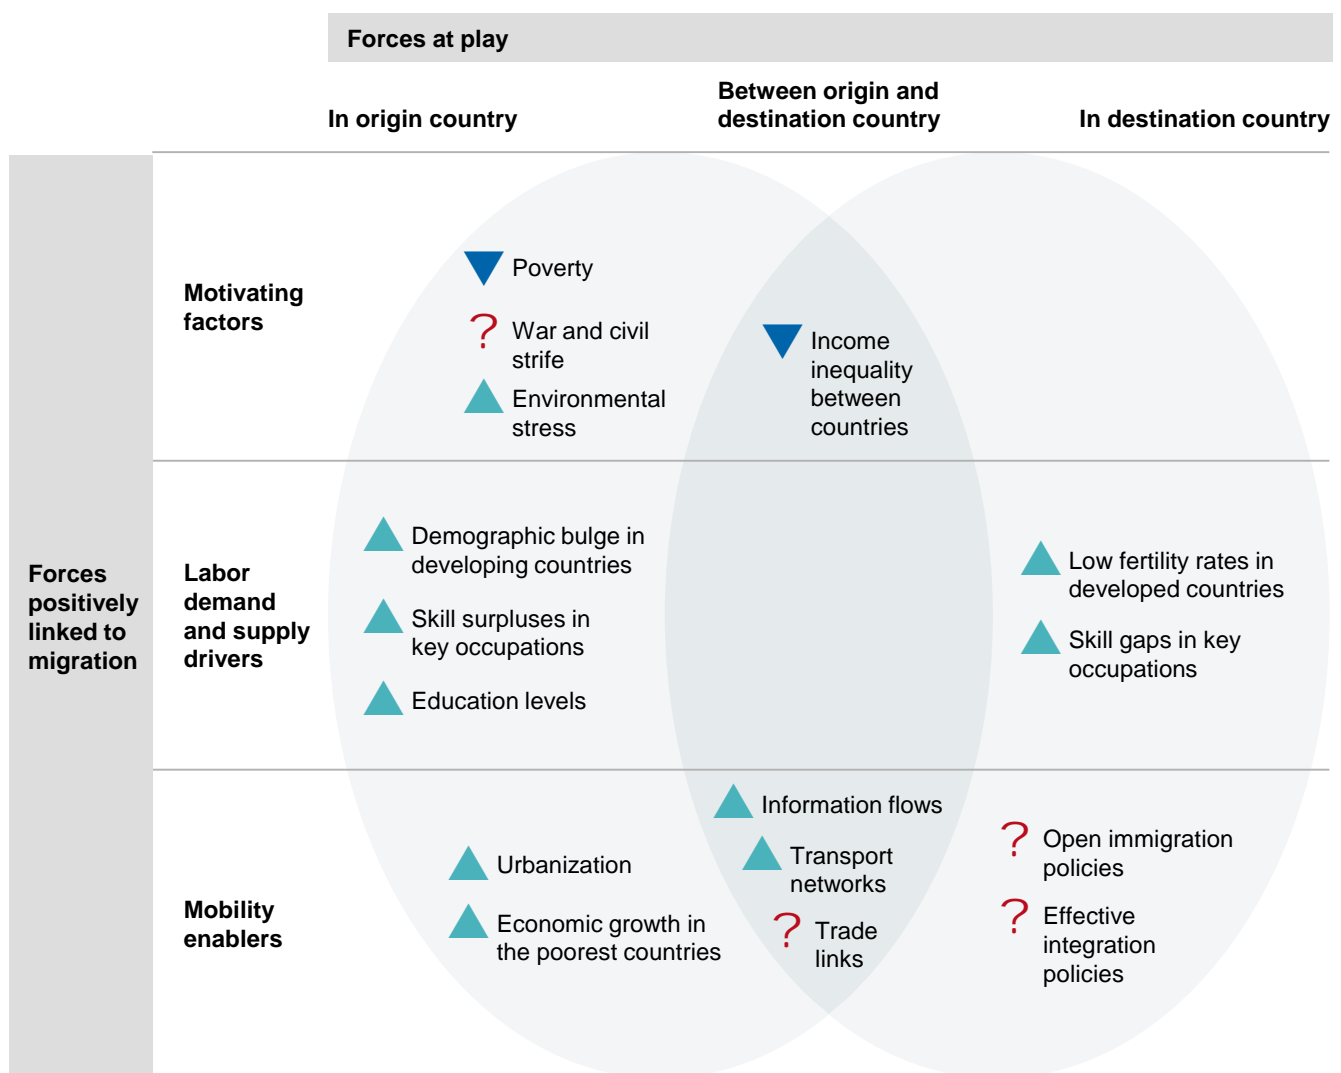 Forces at play
In origin country
Between origin and
destination country
In destination country
Forces
positively
linked to
migration
Motivating
factors
Poverty
? War and civil
strife
Environmental
stress
Income
inequality
between
countries
Labor
demand
and supply
drivers
Demographic bulge in
developing countries
Skill surpluses in
key occupations
Education levels
Low fertility rates in
developed countries
Skill gaps in key
occupations
Mobility
enablers
Urbanization
Economic growth in
the poorest countries
Information flows
Transport
networks
? Trade
links
? Open immigration
policies
? Effective
integration
policies